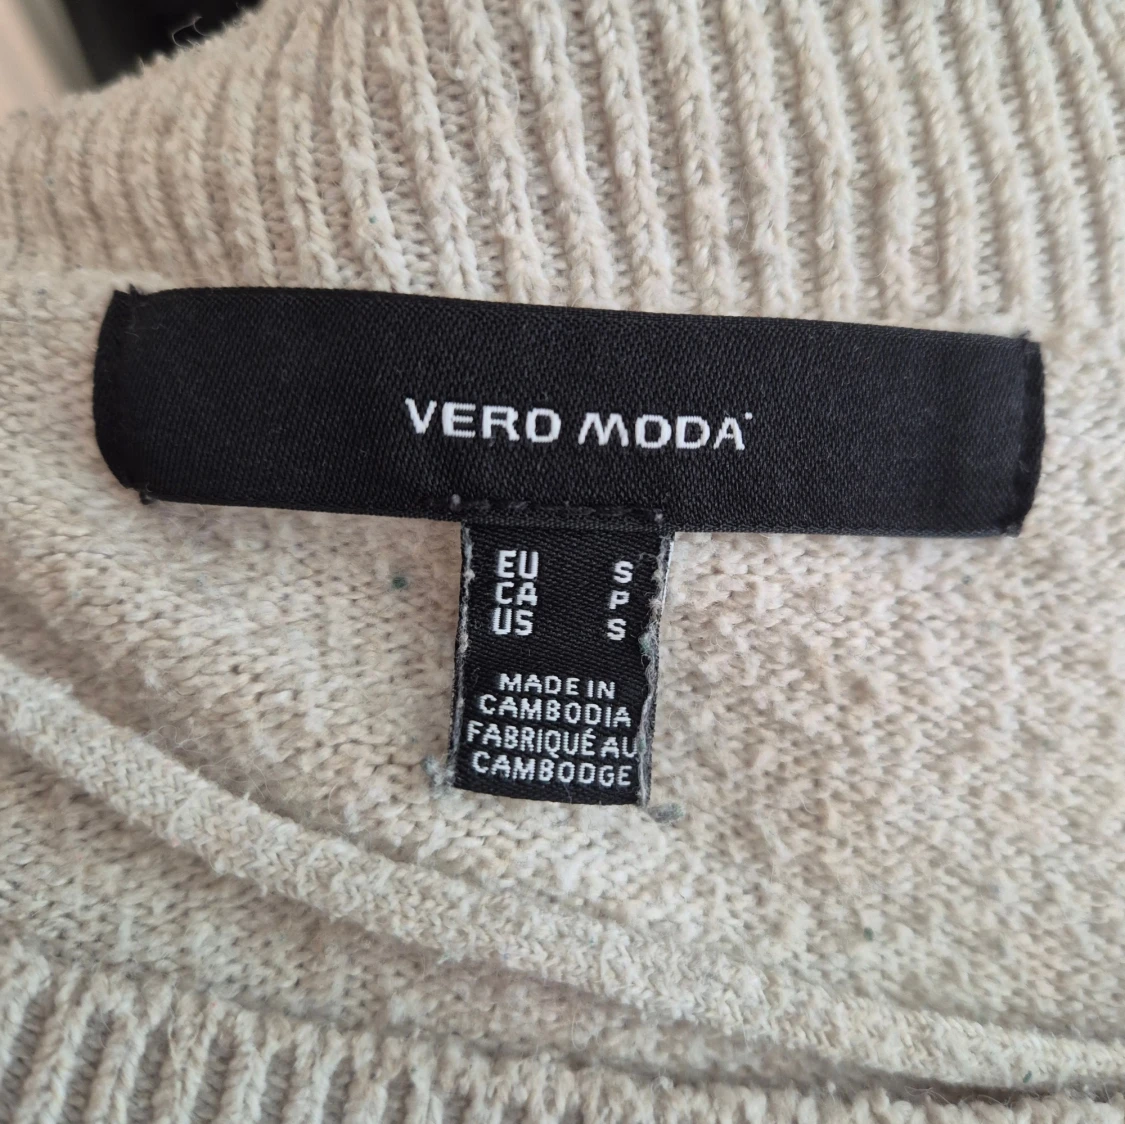 VERO MODA
EU S
CA P
US S
MADE IN
CAMBODIA
FABRIQUÉ AU
CAMBODGE